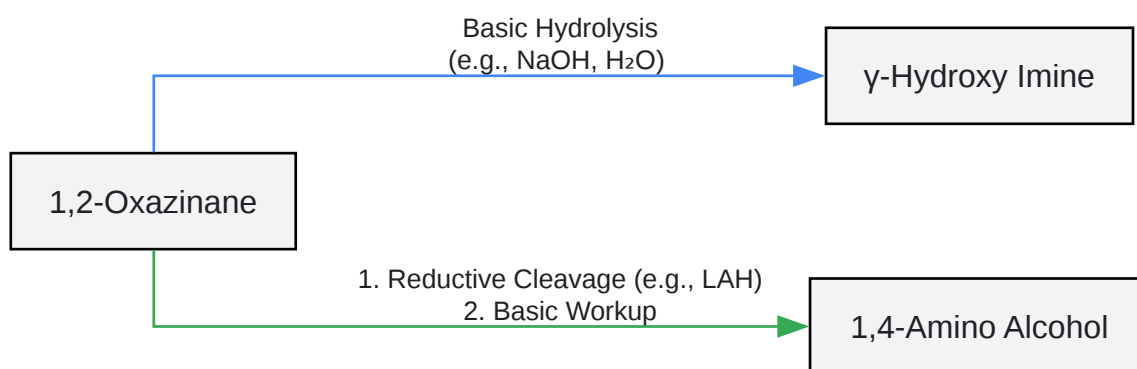 Basic Hydrolysis
(e.g., NaOH, H₂O)
γ-Hydroxy Imine
1,2-Oxazinane
1. Reductive Cleavage (e.g., LAH)
2. Basic Workup
1,4-Amino Alcohol